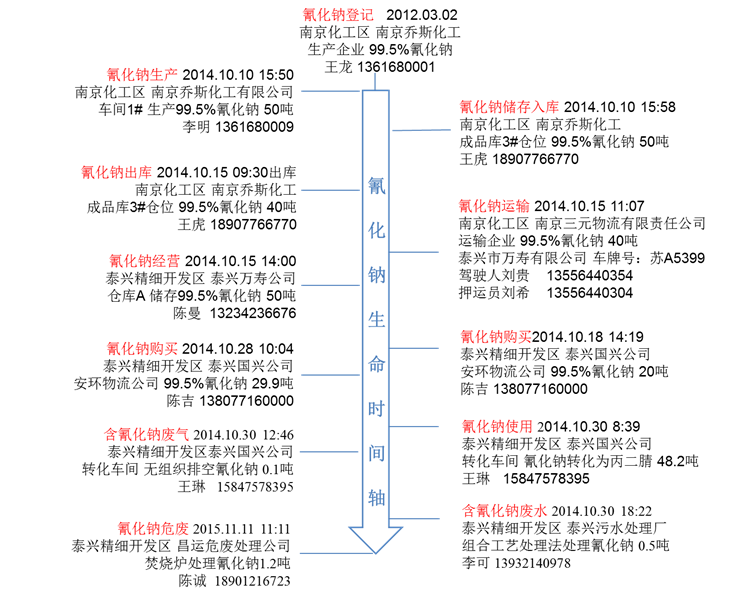 氰化钠登记 2012.03.02
南京化工区 南京乔斯化工
生产企业 99.5%氰化钠
王龙 1361680001
氰化钠生产 2014.10.10 15:50
南京化工区 南京乔斯化工有限公司
车间1# 生产99.5%氰化钠 50吨
李明 1361680009
氰化钠储存入库 2014.10.10 15:58
南京化工区 南京乔斯化工
成品库3#仓位 99.5%氰化钠 50吨
王虎 18907766770
氰化钠出库 2014.10.15 09:30出库
南京化工区 南京乔斯化工
成品库3#仓位 99.5%氰化钠 40吨
王虎 18907766770
氰化钠运输 2014.10.15 11:07
南京化工区 南京三元物流有限责任公司
运输企业 99.5%氰化钠 40吨
泰兴市万寿有限公司 车牌号：苏A5399
驾驶人刘贵 13556440354
押运员刘希 13556440304
氰化钠经营 2014.10.15 14:00
泰兴精细开发区 泰兴万寿公司
仓库A 储存99.5%氰化钠 50吨
陈曼 13234236676
氰化钠购买2014.10.18 14:19
泰兴精细开发区 泰兴国兴公司
安环物流公司 99.5%氰化钠 20吨
陈吉 138077160000
氰化钠购买 2014.10.28 10:04
泰兴精细开发区 泰兴国兴公司
安环物流公司 99.5%氰化钠 29.9吨
陈吉 138077160000
氰化钠使用 2014.10.30 8:39
泰兴精细开发区 泰兴国兴公司
转化车间 氰化钠转化为丙二腈 48.2吨
王琳 15847578395
含氰化钠废气 2014.10.30 12:46
泰兴精细开发区泰兴国兴公司
转化车间 无组织排空氰化钠 0.1吨
王琳 15847578395
含氰化钠废水 2014.10.30 18:22
泰兴精细开发区 泰兴污水处理厂
组合工艺处理法处理氰化钠 0.5吨
李可 13932140978
氰化钠危废 2015.11.11 11:11
泰兴精细开发区 昌运危废处理公司
焚烧炉处理氰化钠1.2吨
陈诚 18901216723
氰化钠生命时间轴